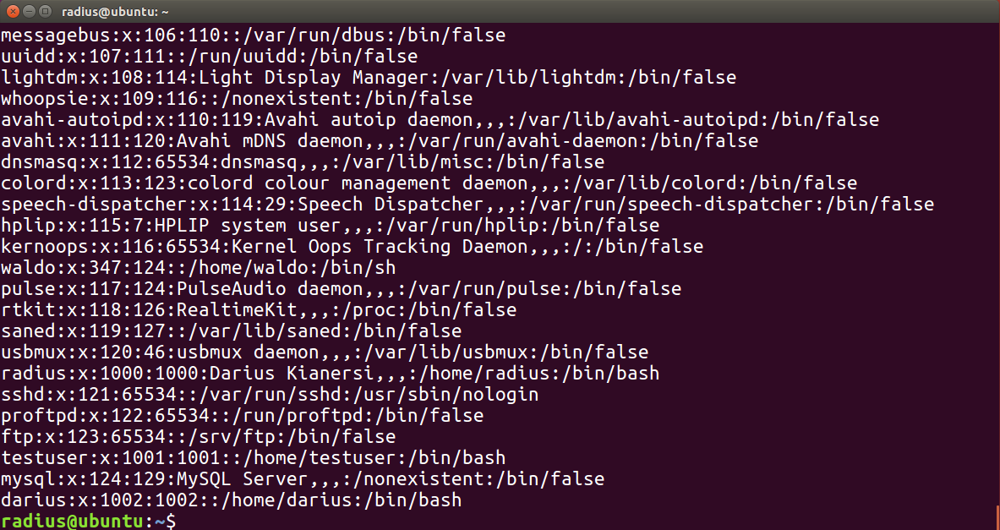 radius@ubuntu: ~
messagebus:x:106:110::/var/run/dbus:/bin/false
uuidd:x:107:111::/run/uuidd:/bin/false
lightdm:x:108:114:Light Display Manager:/var/lib/lightdm:/bin/false
whoopsie:x:109:116::/nonexistent:/bin/false
avahi-autoipd:x:110:119:Avahi autoip daemon,,,:/var/lib/avahi-autoipd:/bin/false
avahi:x:111:120:Avahi mDNS daemon,,,:/var/run/avahi-daemon:/bin/false
dnsmasq:x:112:65534:dnsmasq,,,:/var/lib/misc:/bin/false
colord:x:113:123:colord colour management daemon,,,:/var/lib/colord:/bin/false
speech-dispatcher:x:114:29:Speech Dispatcher,,,:/var/run/speech-dispatcher:/bin/false
hplip:x:115:7:HPLIP system user,,,:/var/run/hplip:/bin/false
kernoops:x:116:65534:Kernel Oops Tracking Daemon,,,:/:/bin/false
waldo:x:347:124::/home/waldo:/bin/sh
pulse:x:117:124:PulseAudio daemon,,,:/var/run/pulse:/bin/false
rtkit:x:118:126:RealtimeKit,,,:/proc:/bin/false
saned:x:119:127::/var/lib/saned:/bin/false
usbmux:x:120:46:usbmux daemon,,,:/var/lib/usbmux:/bin/false
radius:x:1000:1000:Darius Kianersi,,,:/home/radius:/bin/bash
sshd:x:121:65534::/var/run/sshd:/usr/sbin/nologin
proftpd:x:122:65534::/run/proftpd:/bin/false
ftp:x:123:65534::/srv/ftp:/bin/false
testuser:x:1001:1001::/home/testuser:/bin/bash
mysql:x:124:129:MySQL Server,,,:/nonexistent:/bin/false
darius:x:1002:1002::/home/darius:/bin/bash
radius@ubuntu:~$